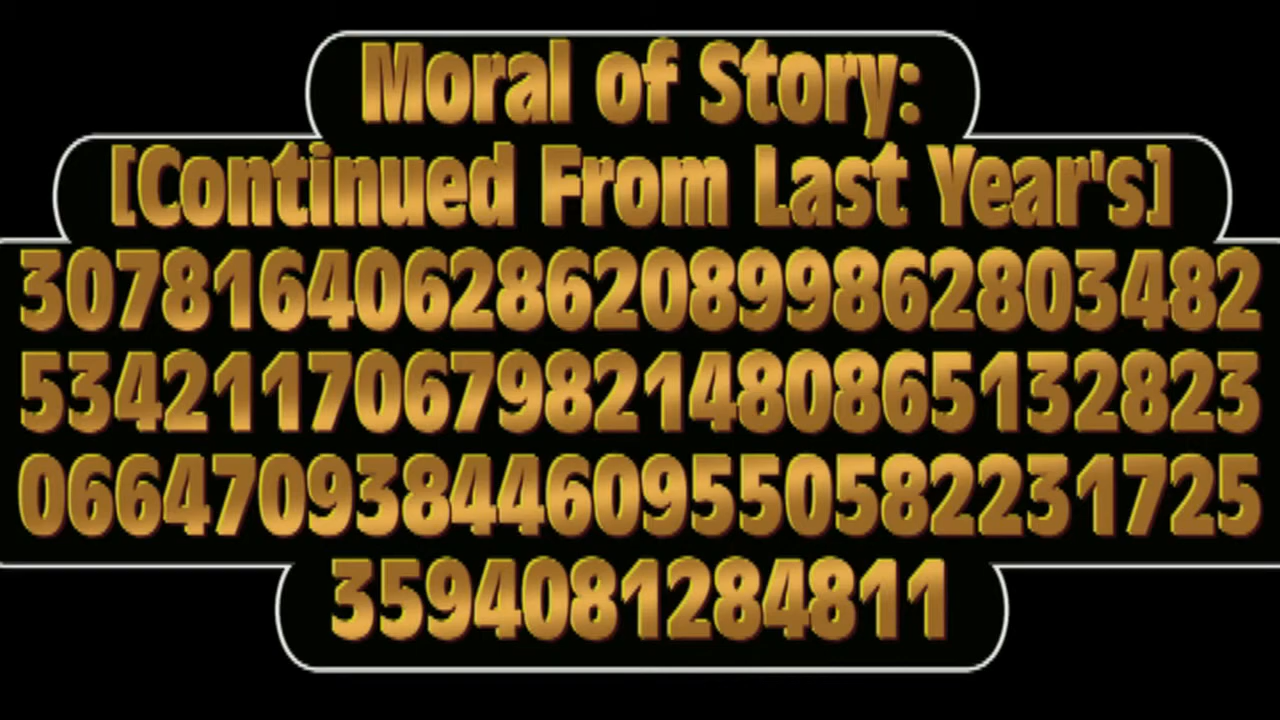 Moral of Story:
[Continued From Last Year's]
30781640628620899862803482
53421170679821480865132823
06647093844609550582231725
3594081284811